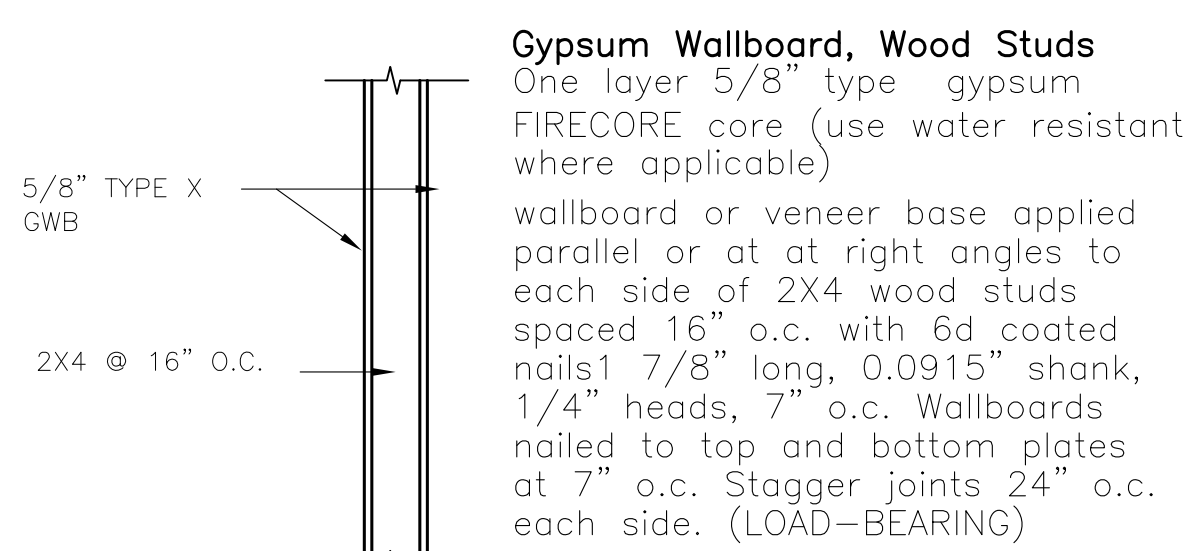 Gypsum Wallboard, Wood Studs
One layer 5/8” type gypsum
FIRECORE core (use water resistant
where applicable)
wallboard or veneer base applied
parallel or at at right angles to
each side of 2X4 wood studs
spaced 16” o.c. with 6d coated
nails1 7/8” long, 0.0915” shank,
1/4” heads, 7” o.c. Wallboards
nailed to top and bottom plates
at 7” o.c. Stagger joints 24” o.c.
each side. (LOAD-BEARING)
5/8” TYPE X
GWB
2X4 @ 16” O.C.